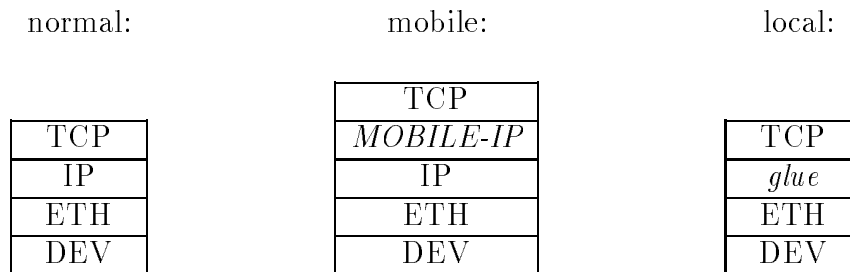 normal:
mobile:
local:
TCP
IP
ETH
DEV
TCP
MOBILE-IP
IP
ETH
DEV
TCP
glue
ETH
DEV